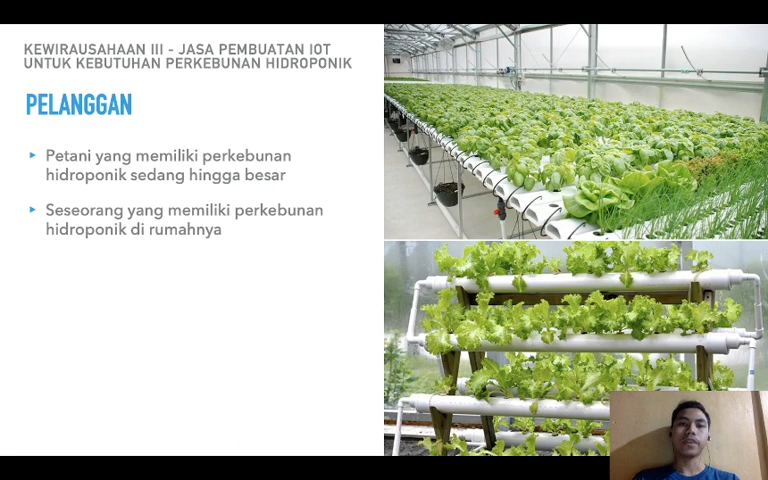 KEWIRAUSAHAAN III - JASA PEMBUATAN IOT
UNTUK KEBUTUHAN PERKEBUNAN HIDROPONIK
PELANGGAN
▸ Petani yang memiliki perkebunan
hidroponik sedang hingga besar
▸ Seseorang yang memiliki perkebunan
hidroponik di rumahnya